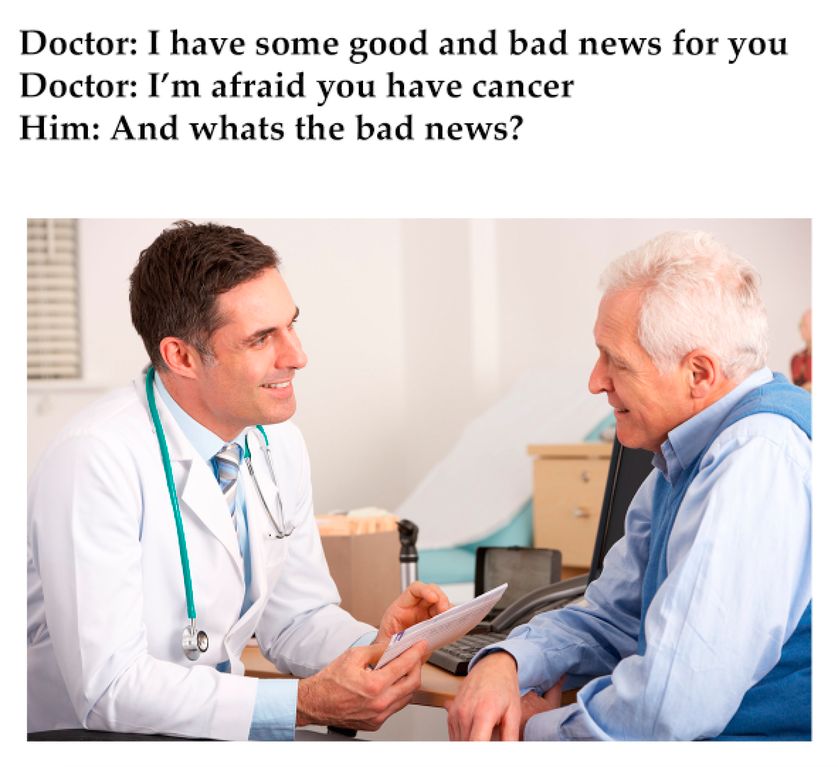 Doctor: I have some good and bad news for you
Doctor: I'm afraid you have cancer
Him: And whats the bad news?